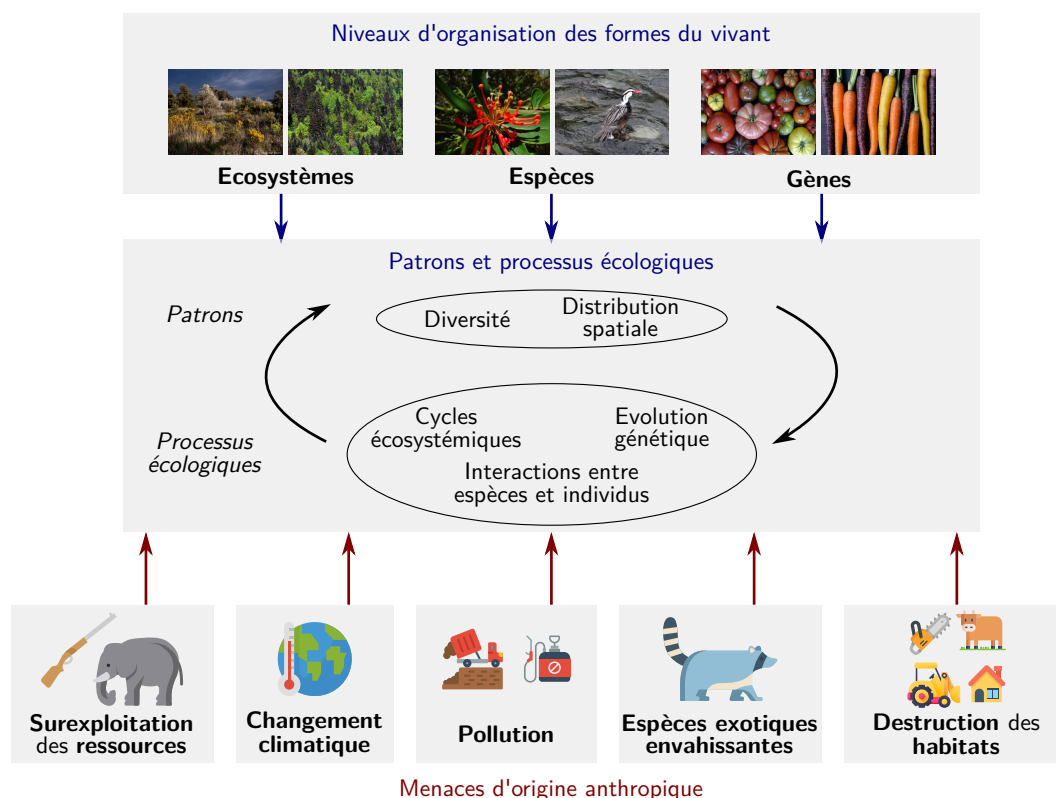 Niveaux d'organisation des formes du vivant
Ecosystèmes
Espèces
Gènes
Patrons et processus écologiques
Patrons
Diversité
Distribution
spatiale
Processus
écologiques
Cycles
écosystémiques
Evolution
génétique
Interactions entre
espèces et individus
Surexploitation
des ressources
Changement
climatique
Pollution
Espèces exotiques
envahissantes
Destruction des
habitats
Menaces d'origine anthropique